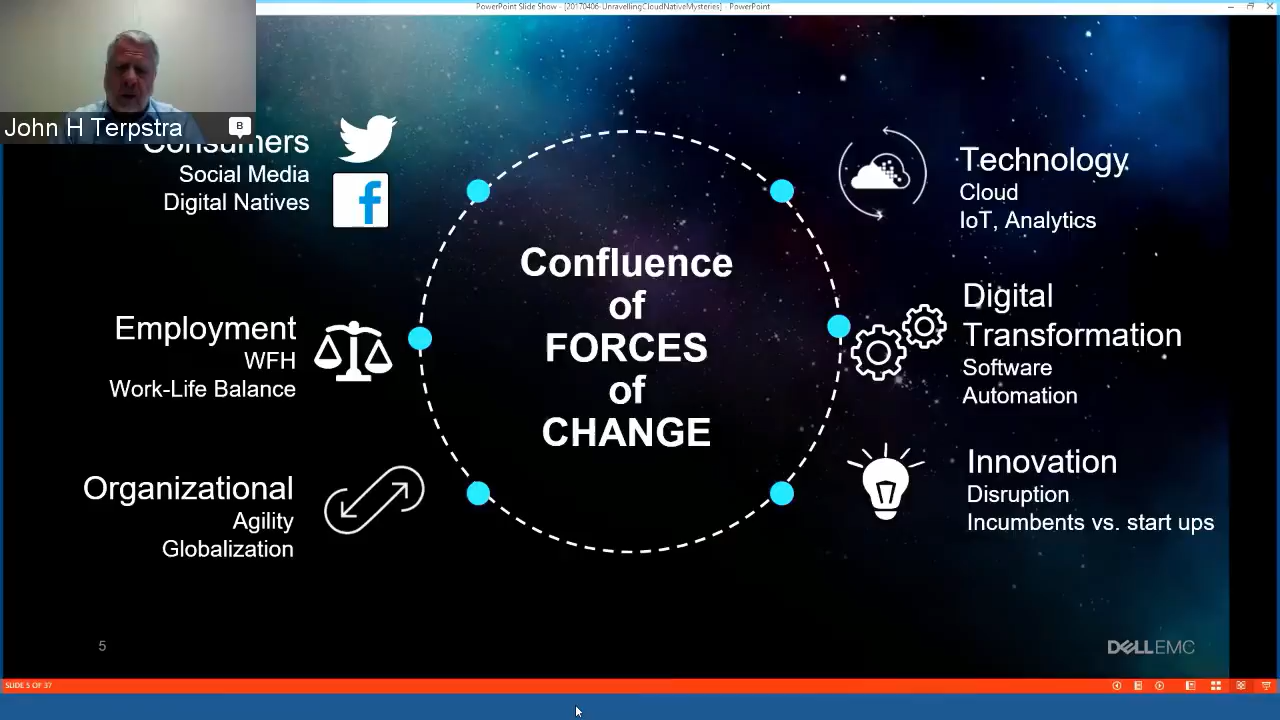 PowerPoint Slide Show - [20170406-UnravellingCloudNativeMysteries] - PowerPoint
John H Terpstra
B
Consumers
Social Media
Digital Natives
f
Employment
WFH
Work-Life Balance
Organizational
Agility
Globalization
Confluence
of
FORCES
of
CHANGE
Technology
Cloud
IoT, Analytics
Digital
Transformation
Software
Automation
Innovation
Disruption
Incumbents vs. start ups
5
DELLEMC
SLIDE 5 OF 37